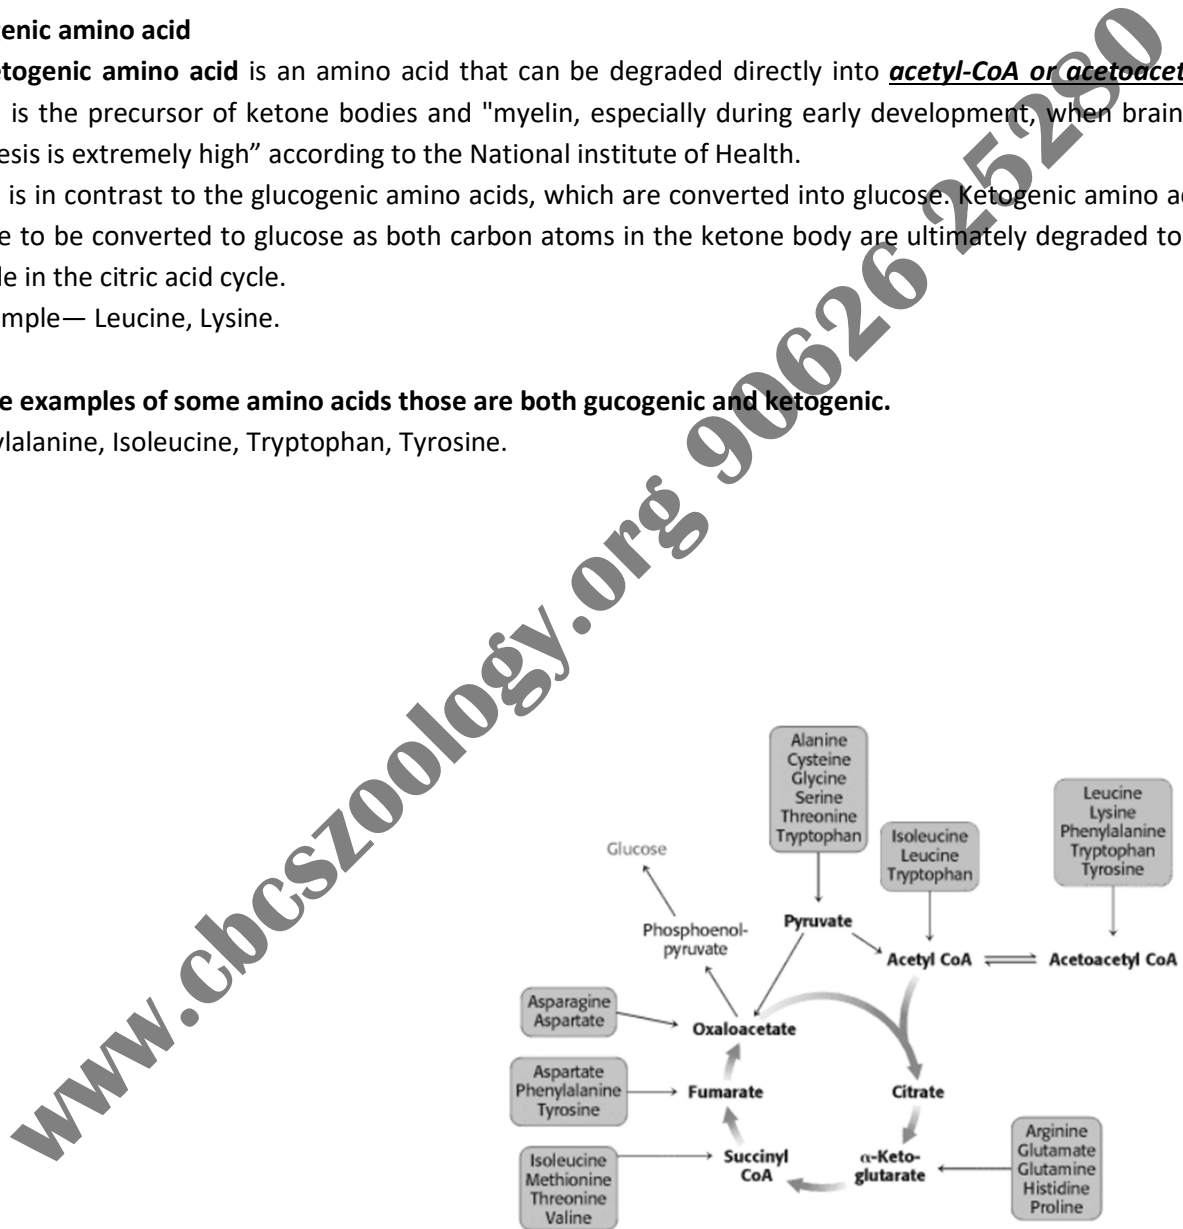 genic amino acid
etogenic amino acid is an amino acid that can be degraded directly into acetyl-CoA or acetoacet
is the precursor of ketone bodies and "myelin, especially during early development, when brain
esis is extremely high” according to the National institute of Health.
is in contrast to the glucogenic amino acids, which are converted into glucose. Ketogenic amino ac
e to be converted to glucose as both carbon atoms in the ketone body are ultimately degraded to
le in the citric acid cycle.
mple— Leucine, Lysine.
e examples of some amino acids those are both gucogenic and ketogenic.
ylalanine, Isoleucine, Tryptophan, Tyrosine.
www.cbcszoology.org 90626 25280
Alanine
Cysteine
Glycine
Serine
Threonine
Tryptophan
Isoleucine
Leucine
Tryptophan
Leucine
Lysine
Phenylalanine
Tryptophan
Tyrosine
Glucose
Phosphoenol-
pyruvate
Pyruvate
Acetyl CoA
Acetoacetyl CoA
Asparagine
Aspartate
Oxaloacetate
Aspartate
Phenylalanine
Tyrosine
Fumarate
Citrate
Isoleucine
Methionine
Threonine
Valine
Succinyl
CoA
α-Keto-
glutarate
Arginine
Glutamate
Glutamine
Histidine
Proline